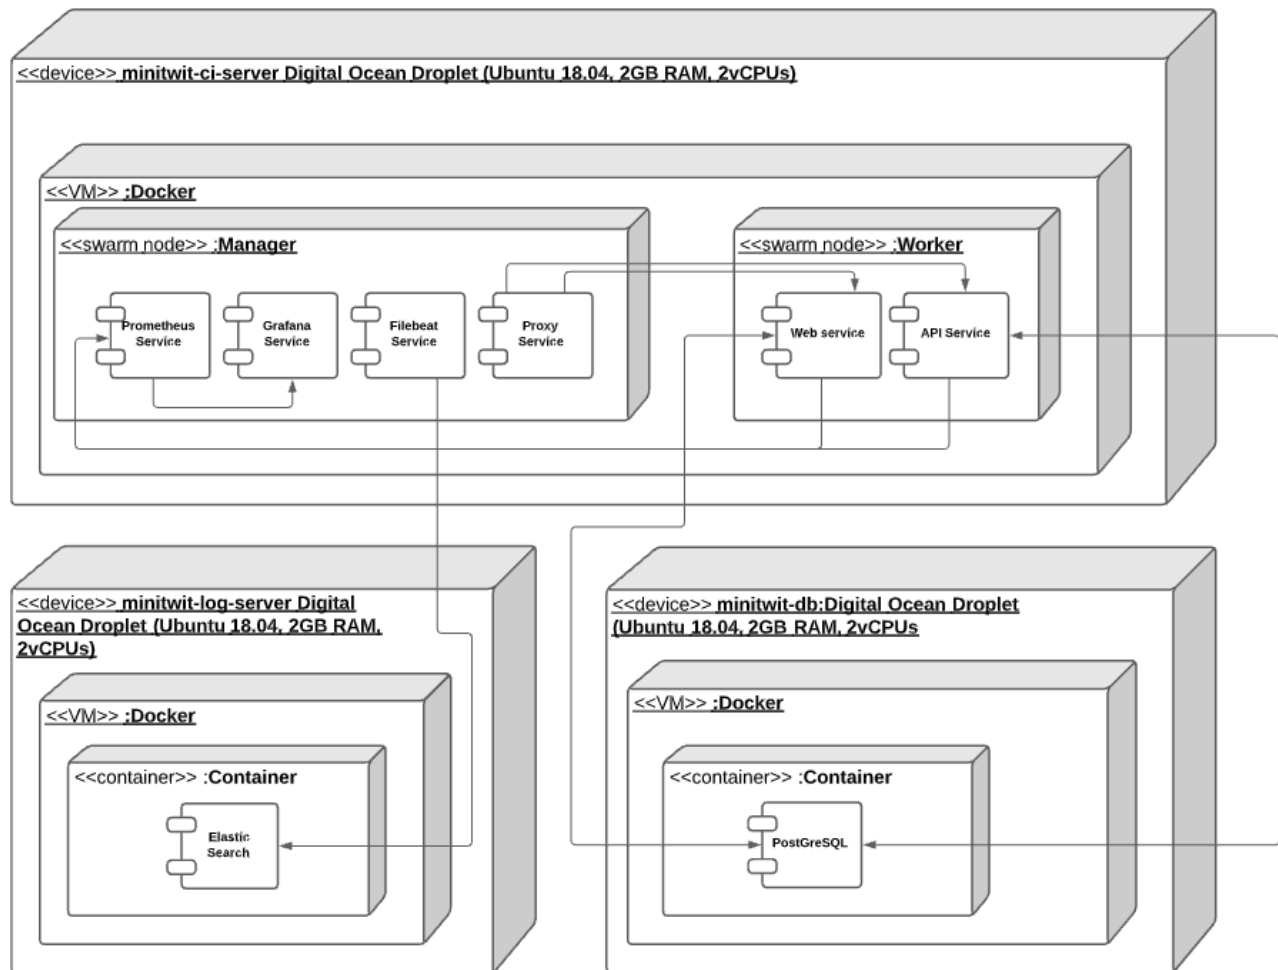 <<device>> minitwit-ci-server Digital Ocean Droplet (Ubuntu 18.04, 2GB RAM, 2vCPUs)
<<VM>> :Docker
<<swarm node>> :Manager
<<swarm node>> :Worker
Prometheus
Service
Grafana
Service
Filebeat
Service
Proxy
Service
Web service
API Service
<<device>> minitwit-log-server Digital
Ocean Droplet (Ubuntu 18.04, 2GB RAM,
2vCPUs)
<<VM>> :Docker
<<container>> :Container
Elastic
Search
<<device>> minitwit-db:Digital Ocean Droplet
(Ubuntu 18.04, 2GB RAM, 2vCPUs
<<VM>> :Docker
<<container>> :Container
PostGreSQL